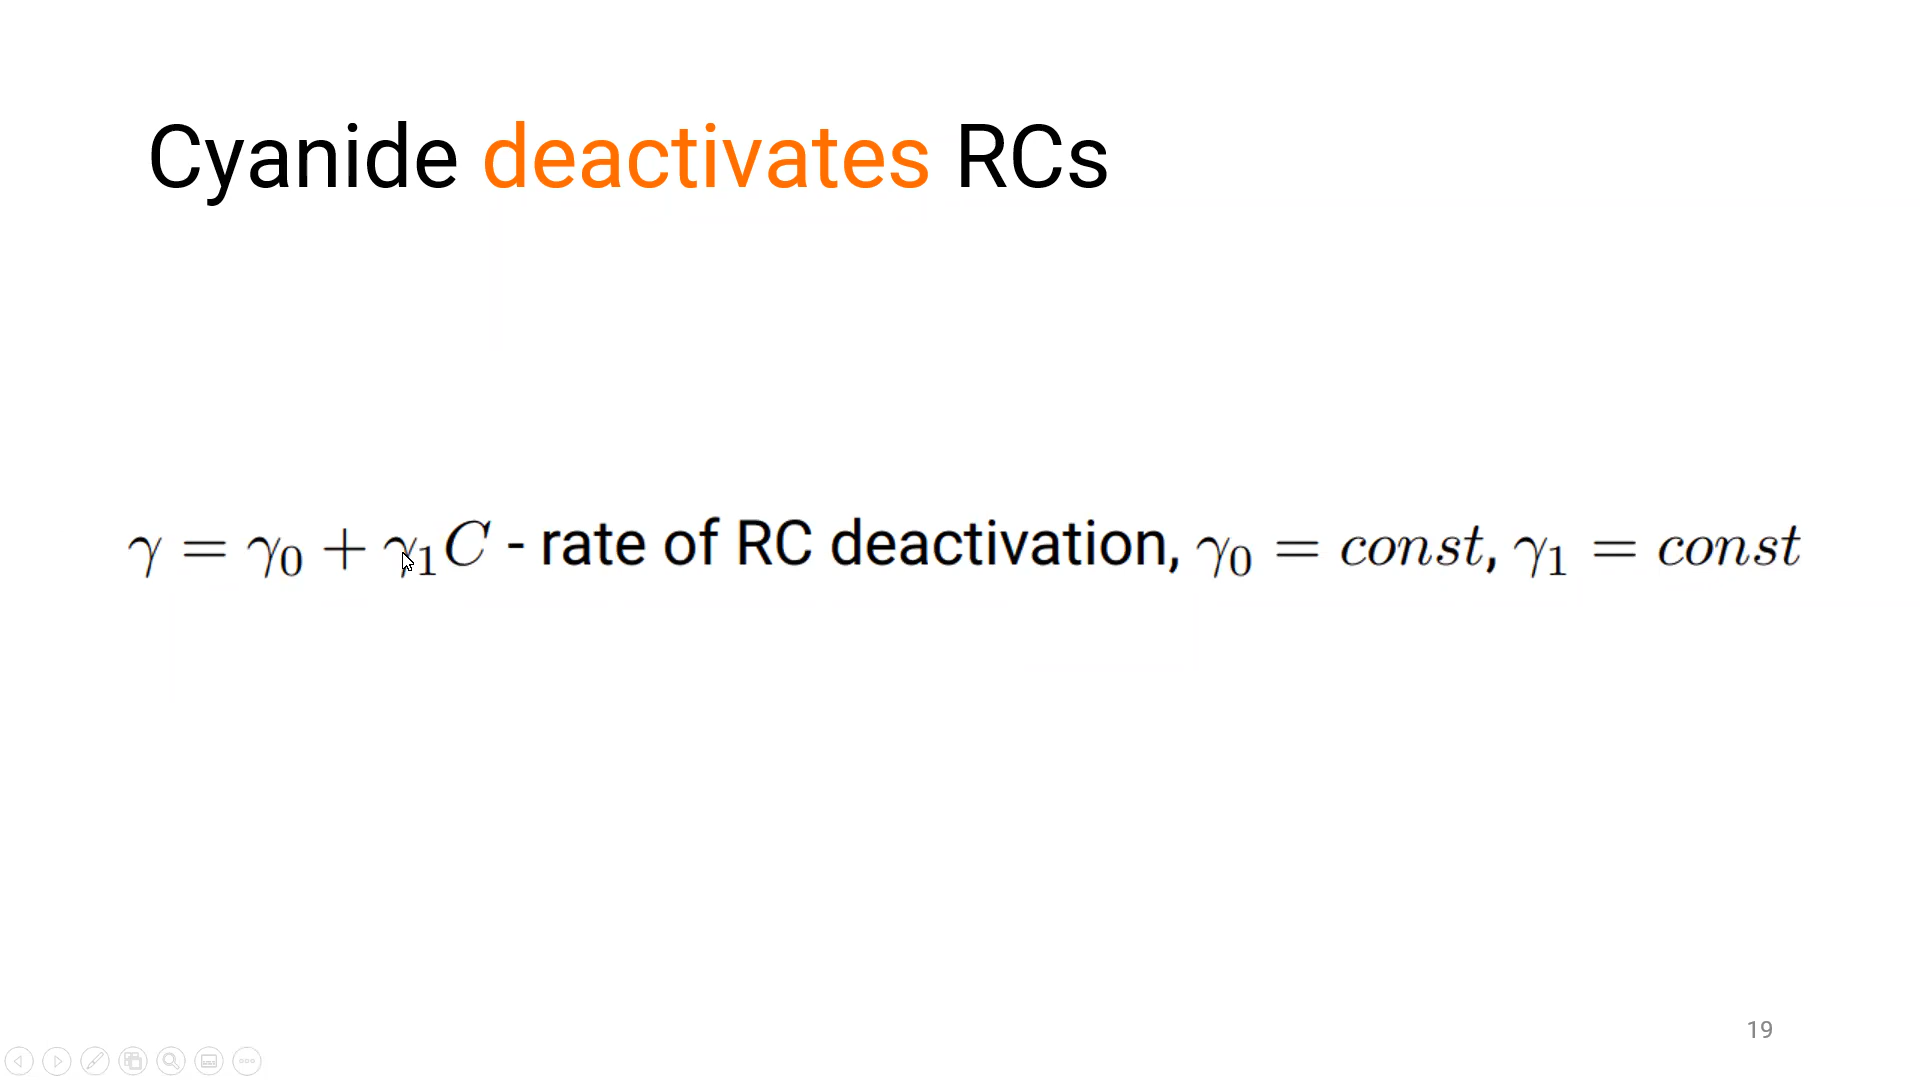 Cyanide deactivates RCs
γ = γ₀ + γ₁C - rate of RC deactivation, γ₀ = const, γ₁ = const
19